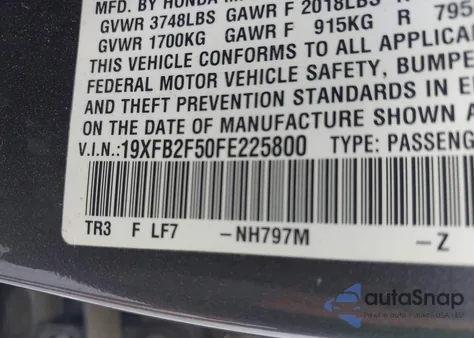 MFD. BY HONDA
GVWR 3748LBS GAWR F 2018LBS R
GVWR 1700KG GAWR F 915KG R 795
THIS VEHICLE CONFORMS TO ALL APPLICA
FEDERAL MOTOR VEHICLE SAFETY, BUMPE
AND THEFT PREVENTION STANDARDS IN E
ON THE DATE OF MANUFACTURE SHOWN
V.I.N.:19XFB2F50FE225800 TYPE: PASSENG
TR3 F LF7 -NH797M -Z
autoSnap